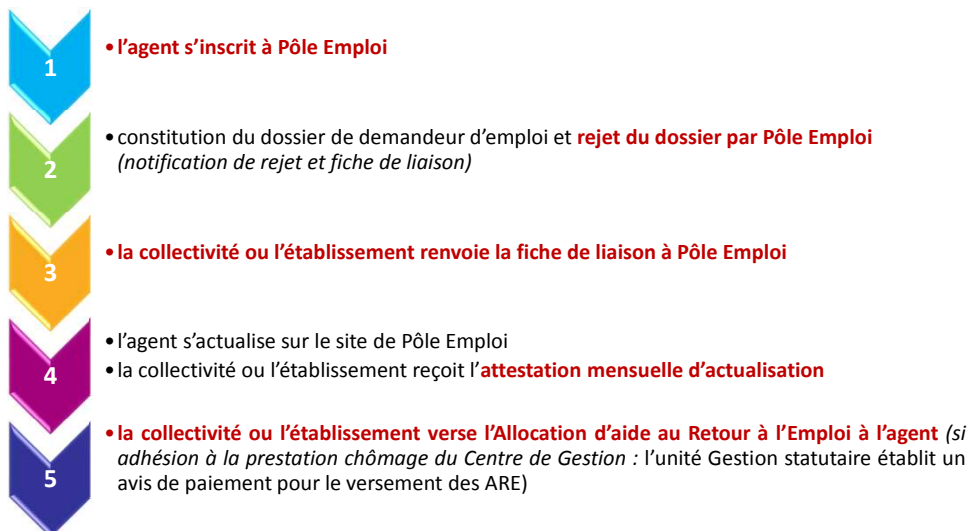 1
•l’agent s’inscrit à Pôle Emploi
2
•constitution du dossier de demandeur d’emploi et rejet du dossier par Pôle Emploi
(notification de rejet et fiche de liaison)
3
•la collectivité ou l’établissement renvoie la fiche de liaison à Pôle Emploi
4
•l’agent s’actualise sur le site de Pôle Emploi
•la collectivité ou l’établissement reçoit l’attestation mensuelle d’actualisation
5
•la collectivité ou l’établissement verse l’Allocation d’aide au Retour à l’Emploi à l’agent (si
adhésion à la prestation chômage du Centre de Gestion : l’unité Gestion statutaire établit un
avis de paiement pour le versement des ARE)